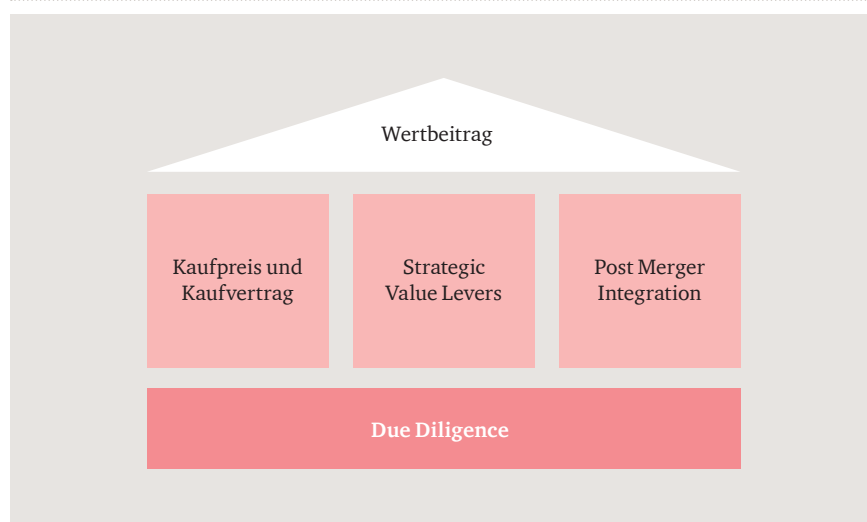 Wertbeitrag
Kaufpreis und
Kaufvertrag
Strategic
Value Levers
Post Merger
Integration
Due Diligence